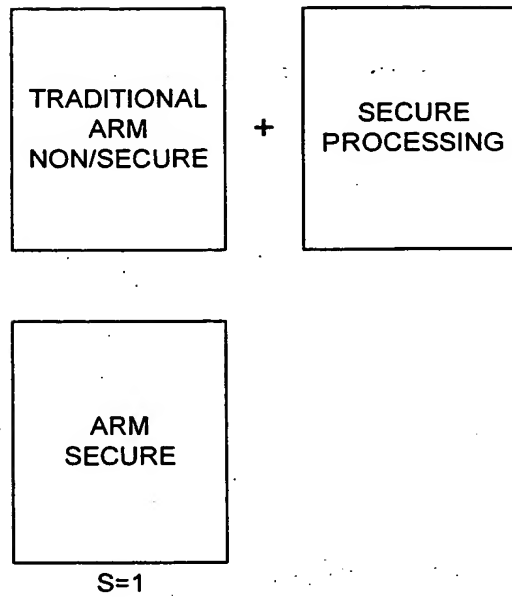 TRADITIONAL
ARM
NON/SECURE
+
SECURE
PROCESSING
ARM
SECURE
S=1